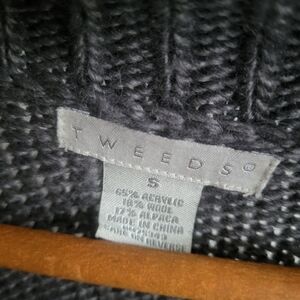 TWEEDS
S
65% ACRYLIC
18% WOOL
17% ALPACA
MADE IN CHINA
CARE ON REVERSE